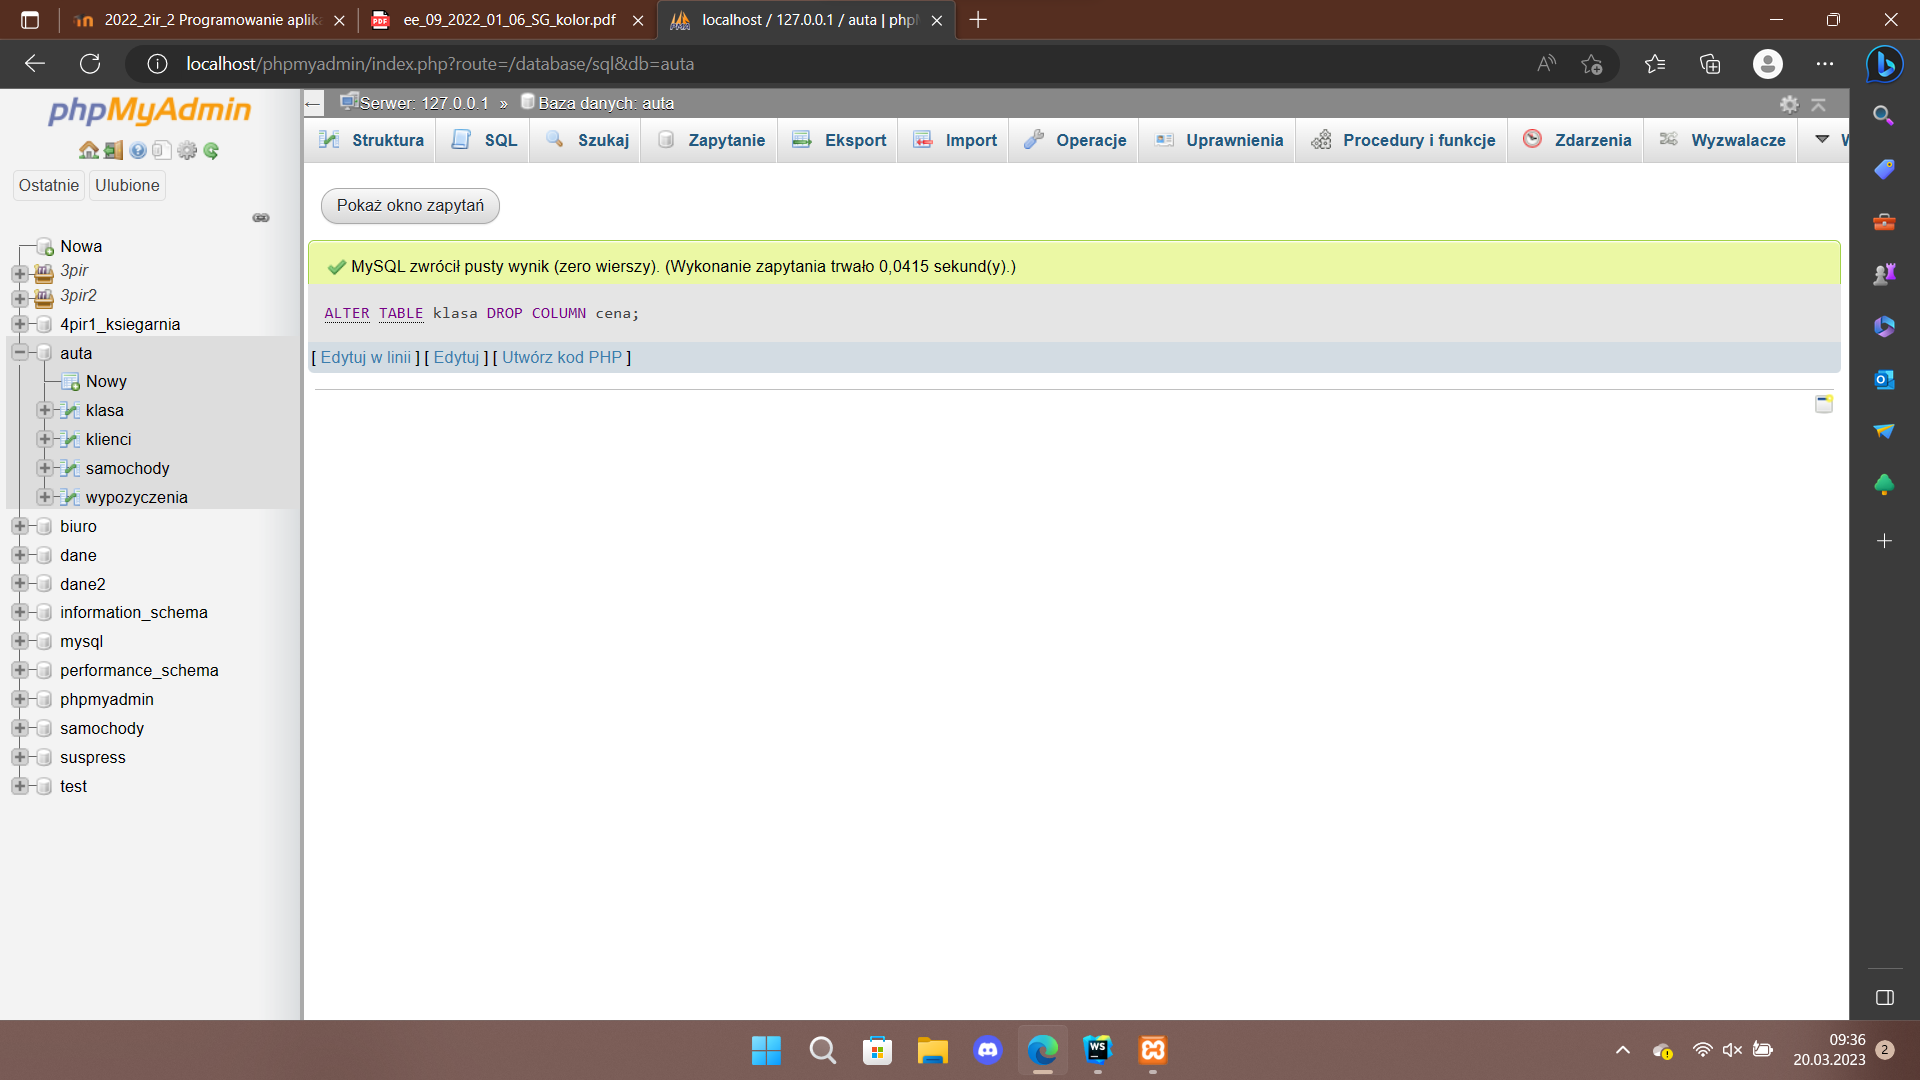 2022_2ir_2 Programowanie aplik
ee_09_2022_01_06_SG_kolor.pdf
localhost / 127.0.0.1 / auta | php
localhost/phpmyadmin/index.php?route=/database/sql&db=auta
phpMyAdmin
Ostatnie
Ulubione
Nowa
3pir
3pir2
4pir1_ksiegarnia
auta
Nowy
klasa
klienci
samochody
wypozyczenia
biuro
dane
dane2
information_schema
mysql
performance_schema
phpmyadmin
samochody
suspress
test
Serwer: 127.0.0.1 » Baza danych: auta
Struktura
SQL
Szukaj
Zapytanie
Eksport
Import
Operacje
Uprawnienia
Procedury i funkcje
Zdarzenia
Wyzwalacze
Pokaż okno zapytań
MySQL zwrócił pusty wynik (zero wierszy). (Wykonanie zapytania trwało 0,0415 sekund(y).)
ALTER TABLE klasa DROP COLUMN cena;
[ Edytuj w linii ] [ Edytuj ] [ Utwórz kod PHP ]
WS
09:36
20.03.2023
2